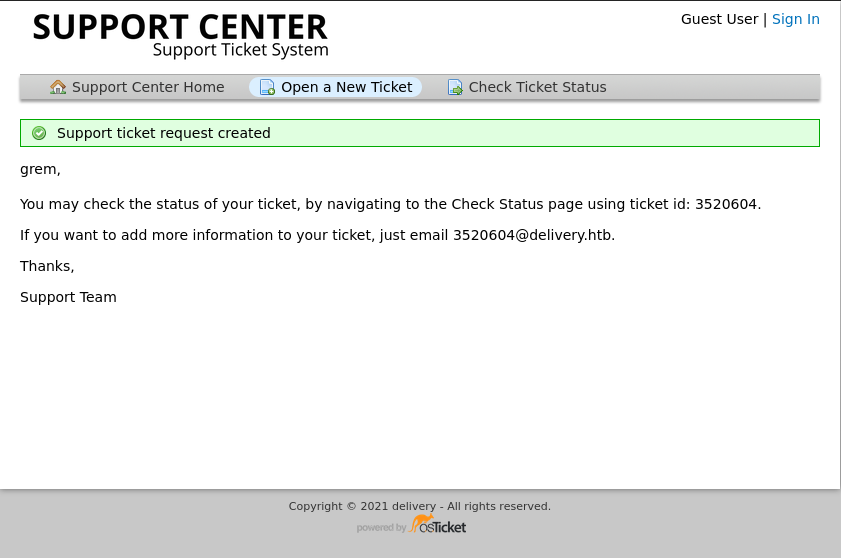 SUPPORT CENTER
Support Ticket System
Guest User | Sign In
Support Center Home Open a New Ticket Check Ticket Status
Support ticket request created
grem,
You may check the status of your ticket, by navigating to the Check Status page using ticket id: 3520604.
If you want to add more information to your ticket, just email 3520604@delivery.htb.
Thanks,
Support Team
Copyright © 2021 delivery - All rights reserved.
powered by osTicket